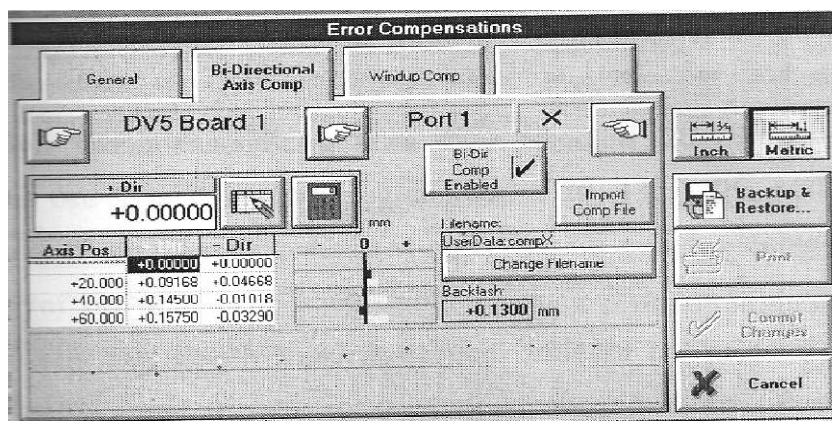 Error Compensations
General
Bi-Directional
Axis Comp
Windup Comp
DV5 Board 1
Port 1
X
Inch
Metric
Bi-Dir
Comp
Enabled
+ Dir
+0.00000
Import
Comp File
Backup &
Restore...
mm
Filename:
UserData:compX
Axis Pos
- Dir
- 0 +
Change Filename
Print
+0.00000 +0.00000
+20.000 +0.09168 +0.04668
+40.000 +0.14500 -0.01018
+60.000 +0.15750 -0.03290
Backlash:
+0.1300 mm
Commit
Changes
Cancel